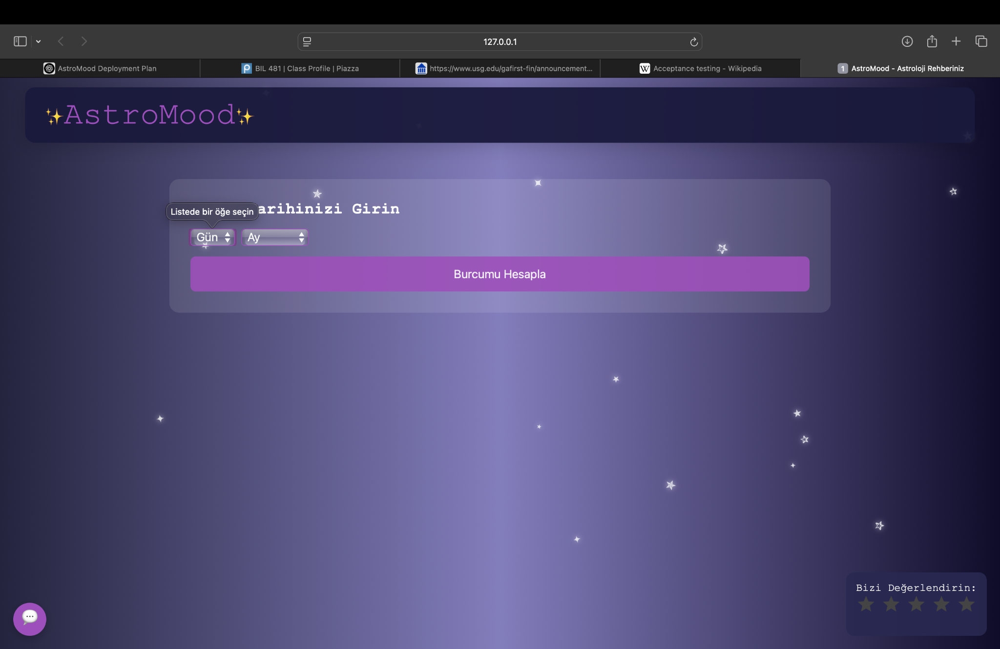 127.0.0.1
AstroMood Deployment Plan
BIL 481 | Class Profile | Piazza
https://www.usg.edu/gafirst-fin/announcement...
W Acceptance testing - Wikipedia
1 AstroMood - Astroloji Rehberiniz
✨AstroMood✨
Listede bir öğe seçin
arihinizi Girin
Gün
Ay
Burcumu Hesapla
Bizi Değerlendirin: